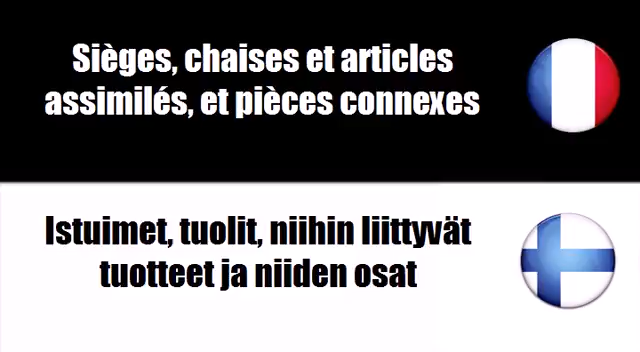 Sièges, chaises et articles
assimilés, et pièces connexes
Istuimet, tuolit, niihin liittyvät
tuotteet ja niiden osat